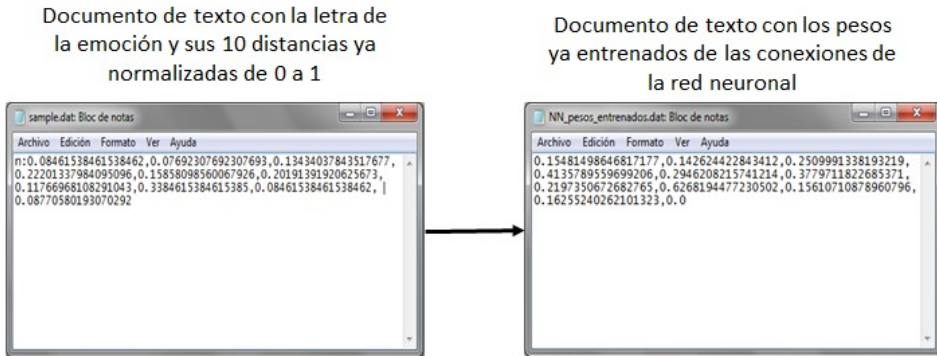 Documento de texto con la letra de
la emoción y sus 10 distancias ya
normalizadas de 0 a 1
sample.dat: Bloc de notas
Archivo Edición Formato Ver Ayuda
n:0.08461538461538462,0.07692307692307693,0.13434037843517677,
0.22201337984095096,0.15858098560067926,0.20191391920625673,
0.11766968108291043,0.3384615384615385,0.08461538461538462,
0.08770580193070292
Documento de texto con los pesos
ya entrenados de las conexiones de
la red neuronal
NN_pesos_entrenados.dat: Bloc de notas
Archivo Edición Formato Ver Ayuda
0.15481498646817177,0.142624422843412,0.2509991338193219,
0.4135789559699206,0.2946208215741214,0.3779711822685371,
0.2197350672682765,0.6268194477230502,0.15610710878960796,
0.16255240262101323,0.0